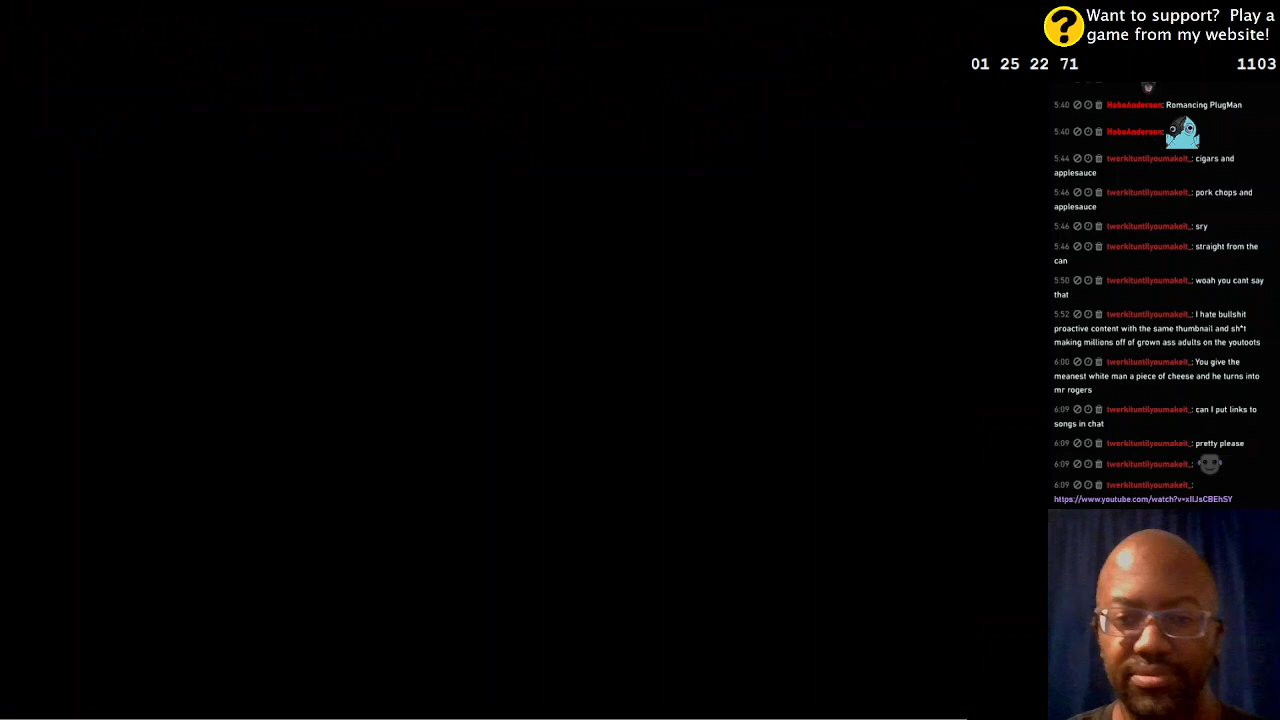 Want to support? Play a
game from my website!
01 25 22 71 1103
5:40 HoboAnderson: Romancing PlugMan
5:40 HoboAnderson:
5:44 twerkituntilyoumakeit_: cigars and
applesauce
5:46 twerkituntilyoumakeit_: pork chops and
applesauce
5:46 twerkituntilyoumakeit_: sry
5:46 twerkituntilyoumakeit_: straight from the
can
5:50 twerkituntilyoumakeit_: woah you cant say
that
5:52 twerkituntilyoumakeit_: I hate bullshit
proactive content with the same thumbnail and sh*t
making millions off of grown ass adults on the youtoots
6:00 twerkituntilyoumakeit_: You give the
meanest white man a piece of cheese and he turns into
mr rogers
6:09 twerkituntilyoumakeit_: can I put links to
songs in chat
6:09 twerkituntilyoumakeit_: pretty please
6:09 twerkituntilyoumakeit_:
6:09 twerkituntilyoumakeit_: